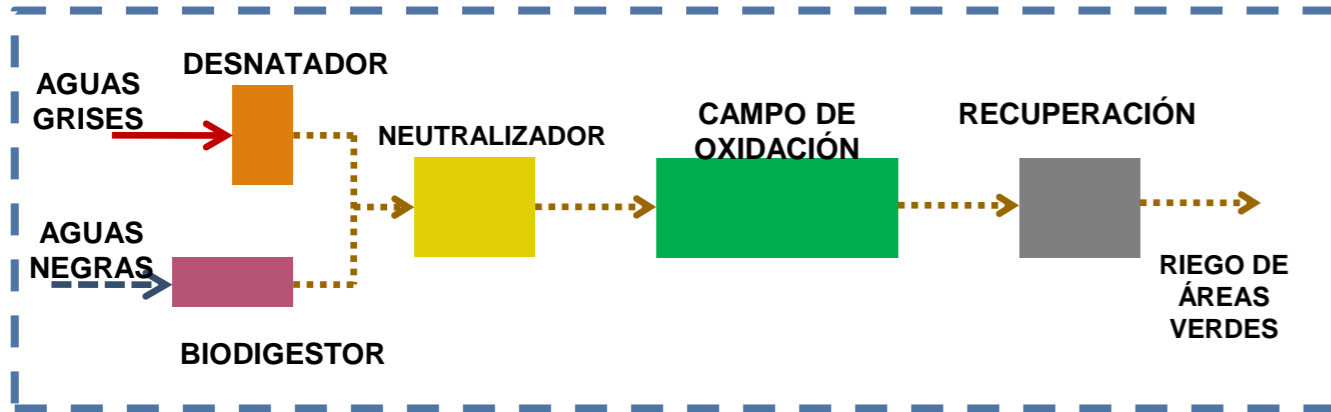 AGUAS
GRISES
DESNATADOR
NEUTRALIZADOR
CAMPO DE
OXIDACIÓN
RECUPERACIÓN
AGUAS
NEGRAS
BIODIGESTOR
RIEGO DE
ÁREAS
VERDES